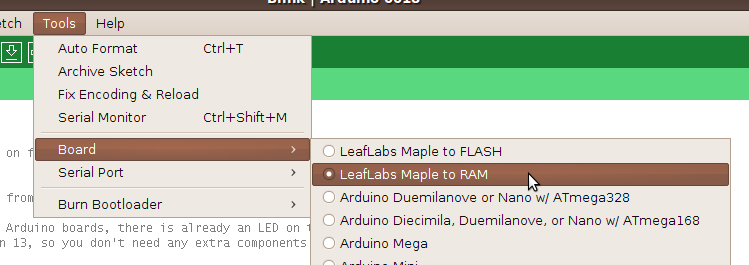 Blink | Arduino 0018
etch Tools Help
Auto Format Ctrl+T
Archive Sketch
Fix Encoding & Reload
Serial Monitor Ctrl+Shift+M
on f Board LeafLabs Maple to FLASH
Serial Port LeafLabs Maple to RAM
from Arduino Duemilanove or Nano w/ ATmega328
Burn Bootloader
Arduino boards, there is already an LED on t Arduino Diecimila, Duemilanove, or Nano w/ ATmega168
n 13, so you don't need any extra components Arduino Mega
Arduino Mini